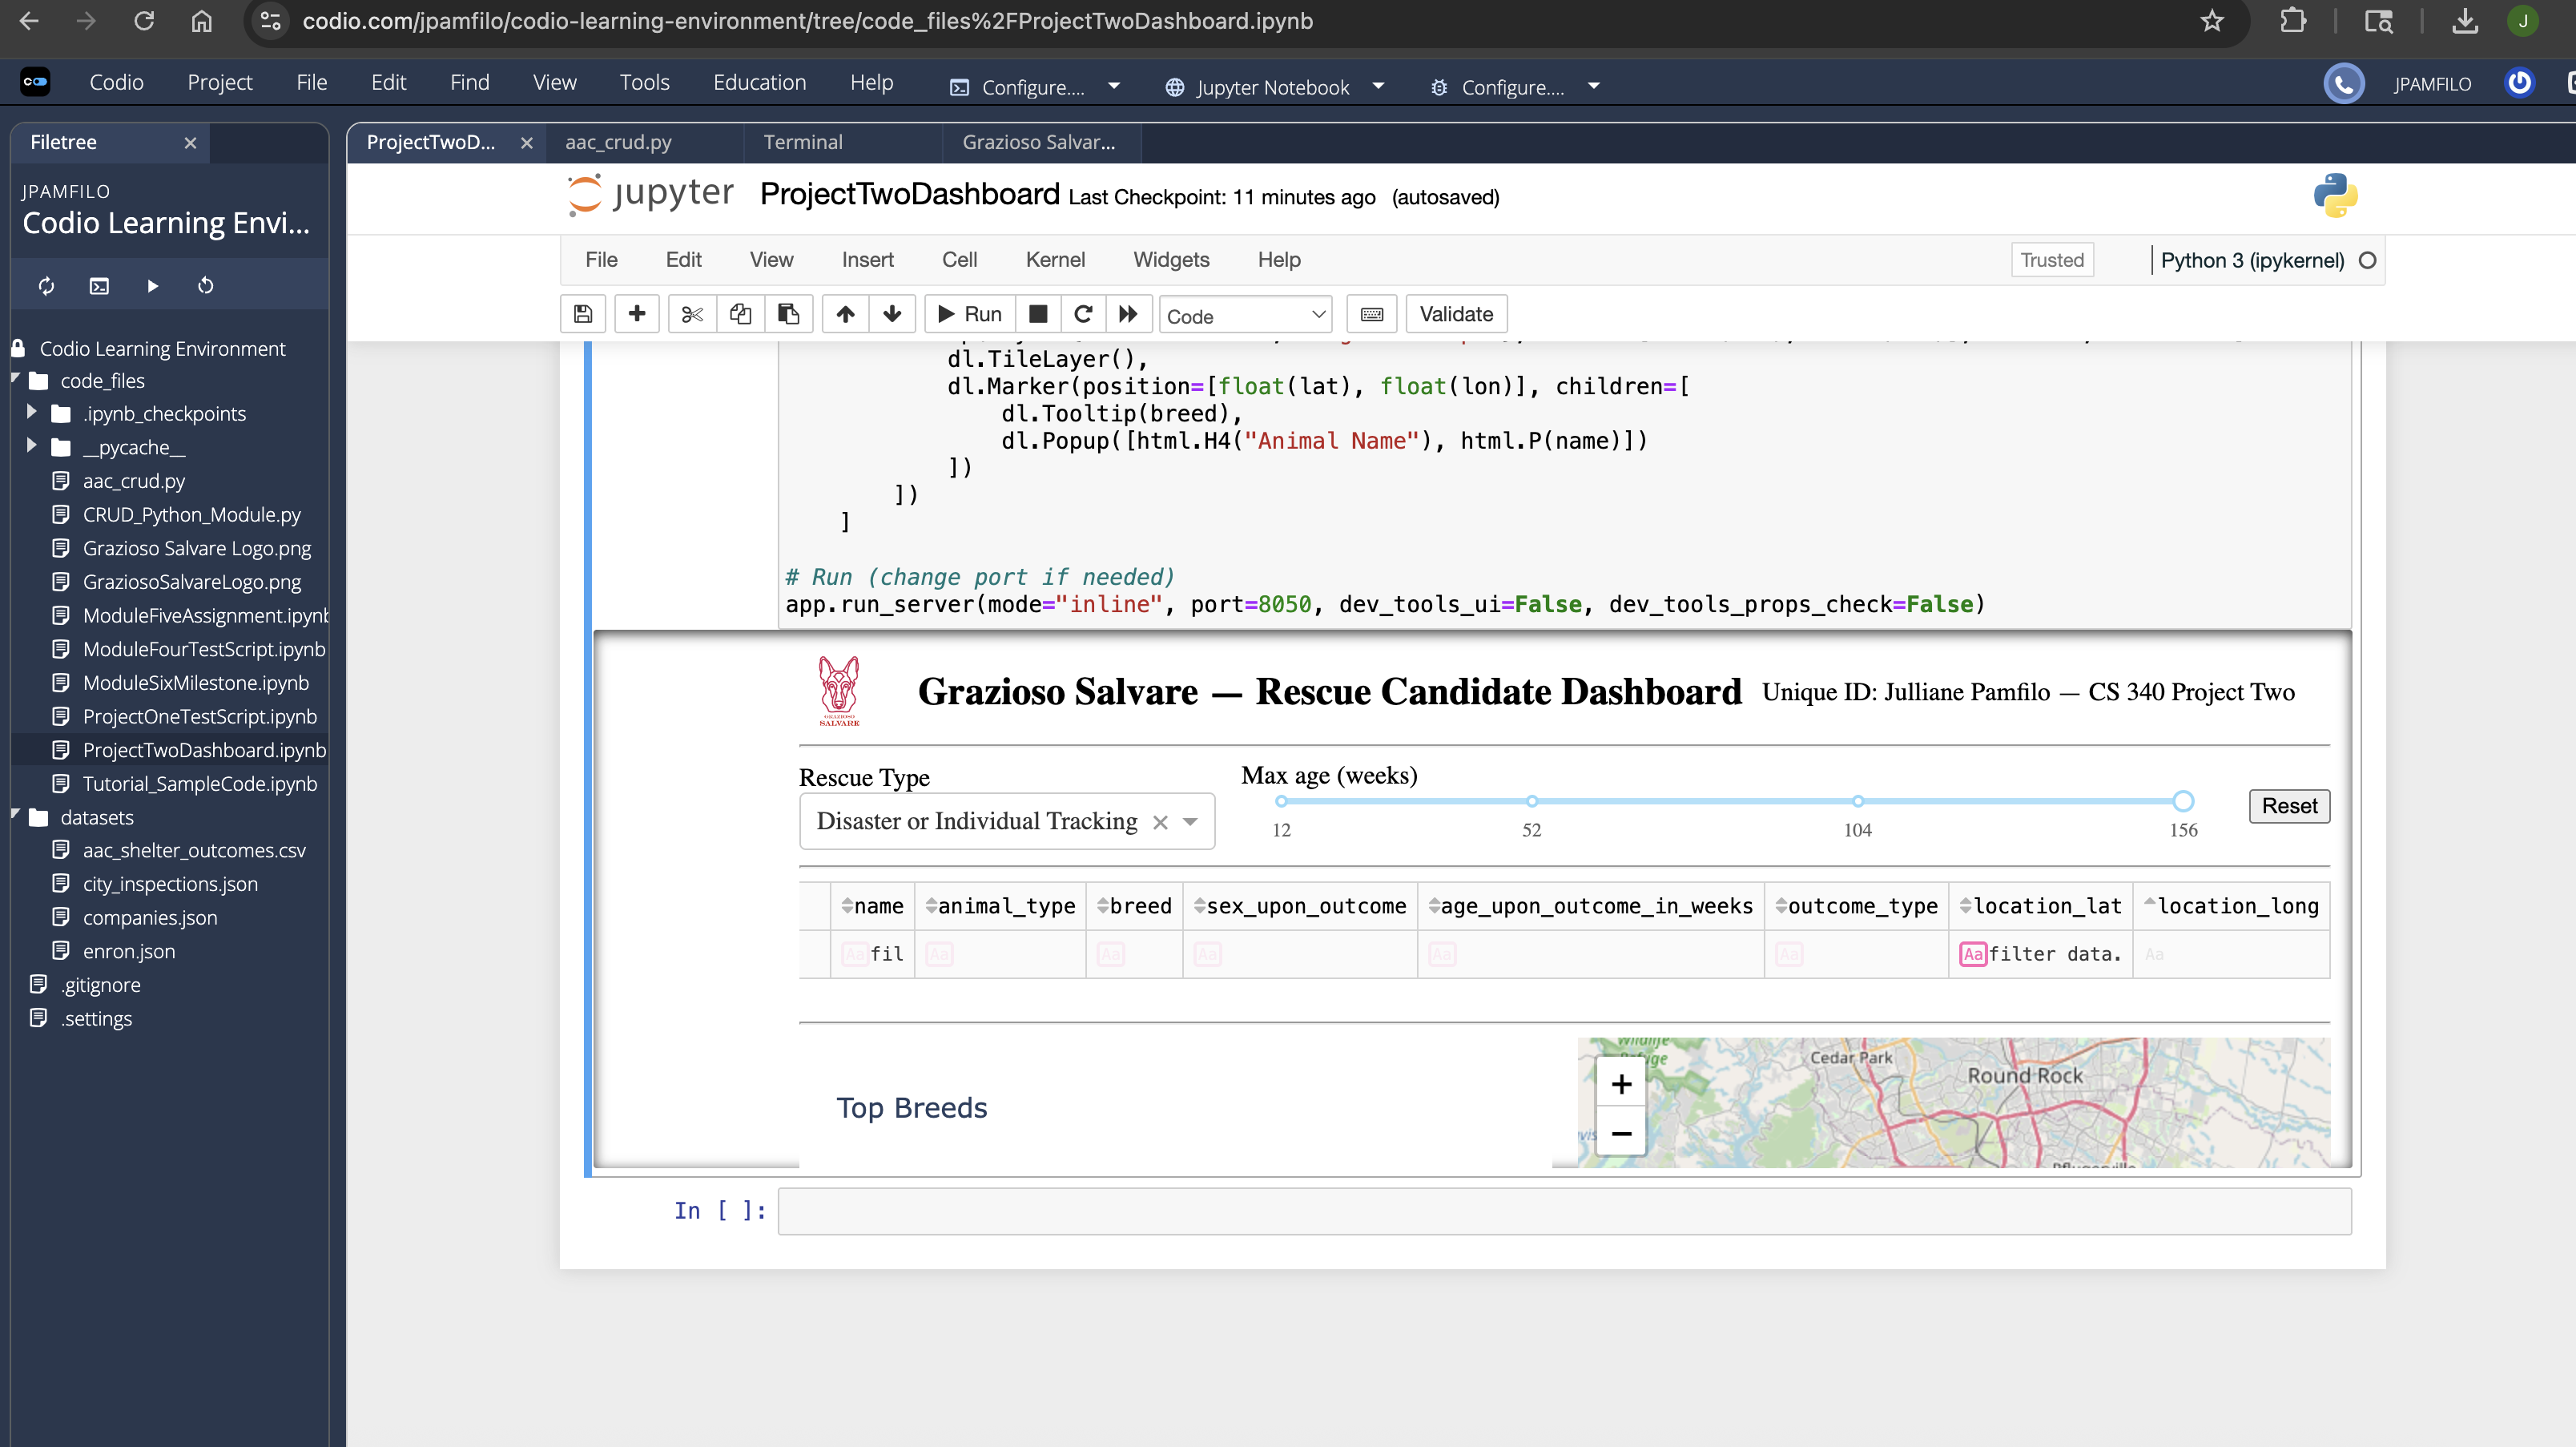 codio.com/jpamfilo/codio-learning-environment/tree/code_files%2FProjectTwoDashboard.ipynb
J
Codio Project File Edit Find View Tools Education Help Configure.... Jupyter Notebook Configure.... JPAMFILO
Filetree
ProjectTwoD... aac_crud.py Terminal Grazioso Salvar...
JPAMFILO
Codio Learning Envi...
Codio Learning Environment
code_files
.ipynb_checkpoints
__pycache__
aac_crud.py
CRUD_Python_Module.py
Grazioso Salvare Logo.png
GraziosoSalvareLogo.png
ModuleFiveAssignment.ipynb
ModuleFourTestScript.ipynb
ModuleSixMilestone.ipynb
ProjectOneTestScript.ipynb
ProjectTwoDashboard.ipynb
Tutorial_SampleCode.ipynb
datasets
aac_shelter_outcomes.csv
city_inspections.json
companies.json
enron.json
.gitignore
.settings
jupyter ProjectTwoDashboard Last Checkpoint: 11 minutes ago (autosaved)
File Edit View Insert Cell Kernel Widgets Help Trusted Python 3 (ipykernel)
Run Code Validate
dl.TileLayer(),
dl.Marker(position=[float(lat), float(lon)], children=[
dl.Tooltip(breed),
dl.Popup([html.H4("Animal Name"), html.P(name)])
])
])
]
# Run (change port if needed)
app.run_server(mode="inline", port=8050, dev_tools_ui=False, dev_tools_props_check=False)
GRAZIOSO
SALVARE
Grazioso Salvare — Rescue Candidate Dashboard Unique ID: Julliane Pamfilo — CS 340 Project Two
Rescue Type
Disaster or Individual Tracking
Max age (weeks)
12 52 104 156
Reset
name animal_type breed sex_upon_outcome age_upon_outcome_in_weeks outcome_type location_lat location_long
Aa fil Aa Aa Aa Aa Aa Aa filter data. Aa
Top Breeds
+
−
Wildlife
Refuge
Cedar Park
Round Rock
In [ ]: